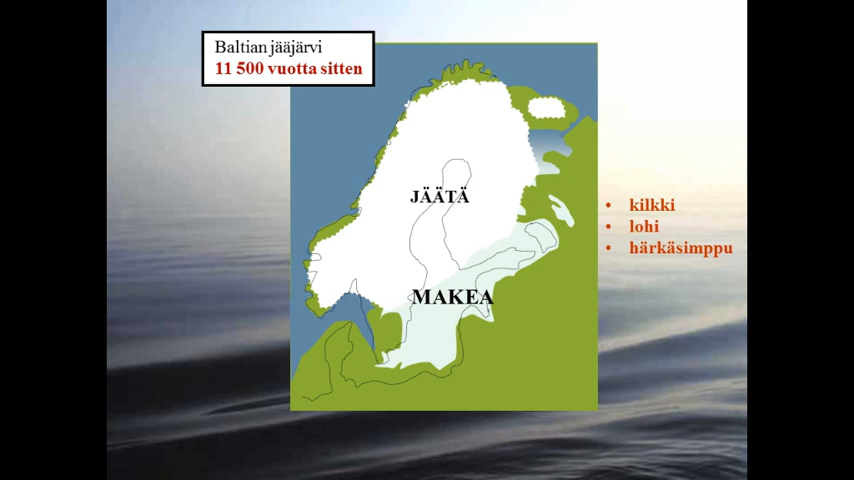 Baltian jääjärvi
11 500 vuotta sitten
JÄÄTÄ
MAKEA
• kilkki
• lohi
• härkäsimppu